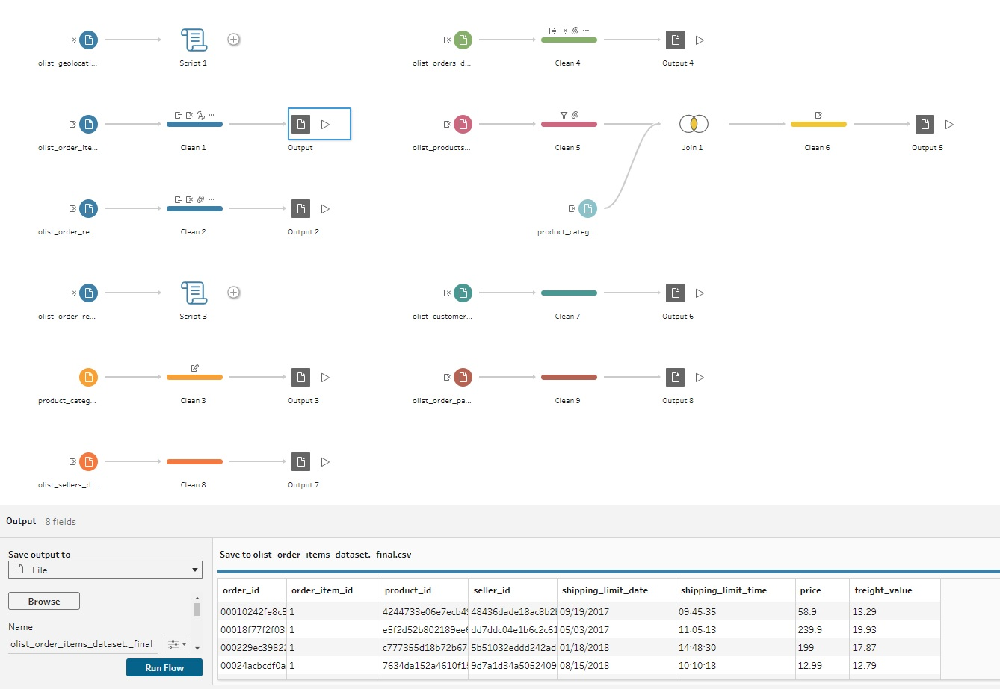 olist_geolocati...
Script 1
olist_orders_d...
Clean 4
Output 4
olist_order_ite...
Clean 1
Output
olist_products...
Clean 5
Join 1
Clean 6
Output 5
olist_order_re...
Clean 2
Output 2
product_categ...
olist_order_re...
Script 3
olist_customer...
Clean 7
Output 6
product_categ...
Clean 3
Output 3
olist_order_pa...
Clean 9
Output 8
olist_sellers_d...
Clean 8
Output 7
Output 8 fields
Save output to
File
Browse
Name
olist_order_items_dataset._final
Run Flow
Save to olist_order_items_dataset._final.csv
order_id order_item_id product_id seller_id shipping_limit_date shipping_limit_time price freight_value
00010242fe8c5 1 4244733e06e7ecb49 48436dade18ac8b2b 09/19/2017 09:45:35 58.9 13.29
00018f77f2f032 1 e5f2d52b802189ee6 dd7ddc04e1b6c2c61 05/03/2017 11:05:13 239.9 19.93
000229ec39822 1 c777355d18b72b67 5b51032eddd242ad 01/18/2018 14:48:30 199 17.87
00024acbcdf0a 1 7634da152a4610f15 9d7a1d34a5052409 08/15/2018 10:10:18 12.99 12.79